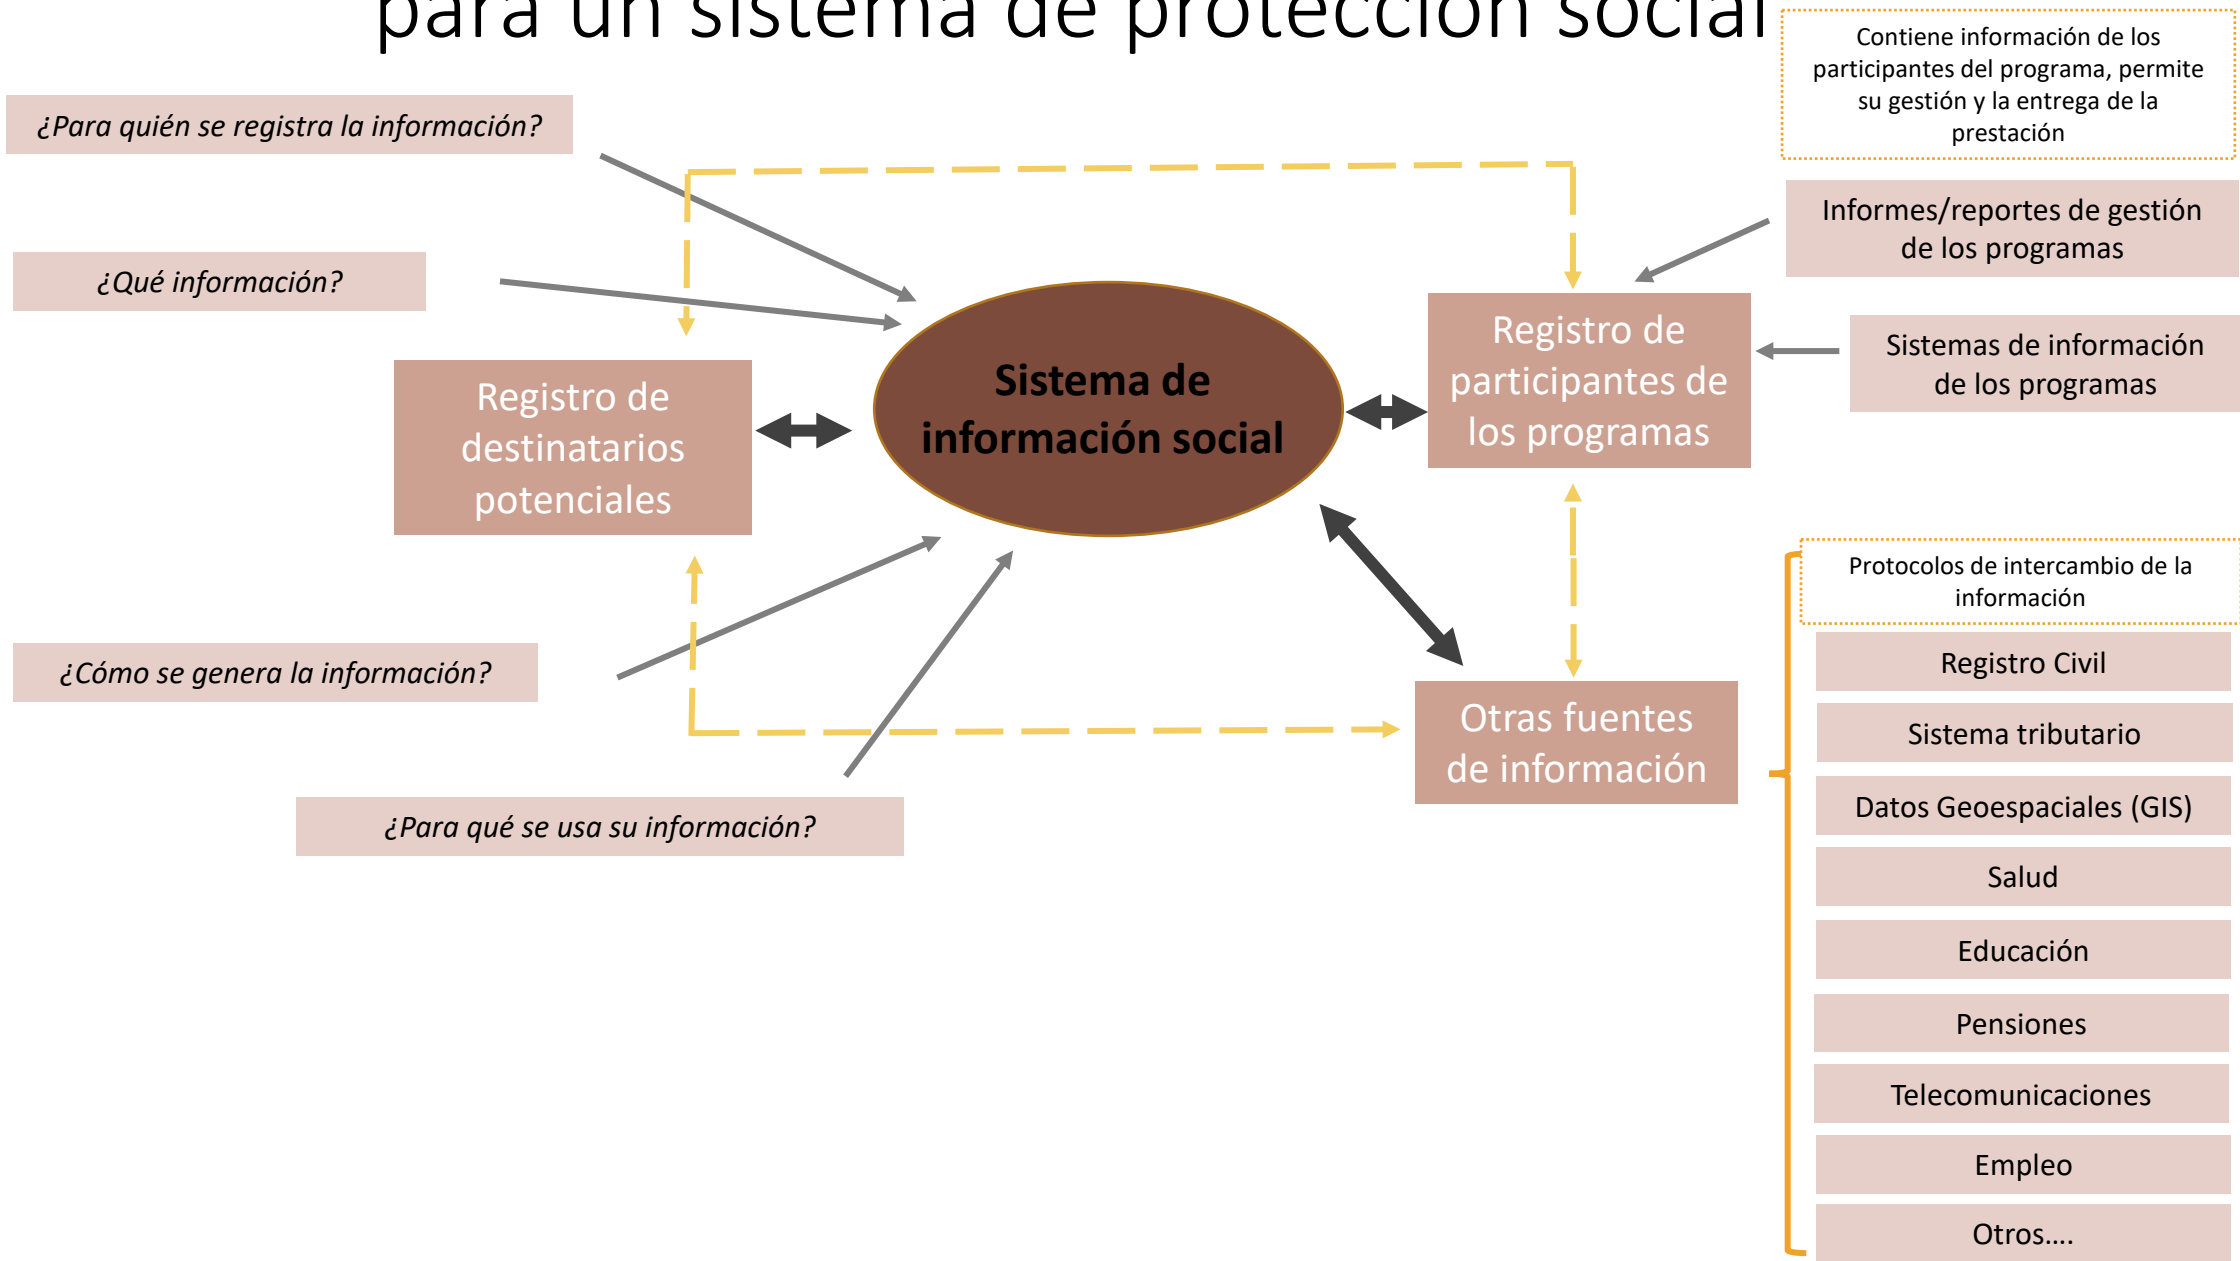 para un sistema de protección social
Contiene información de los
participantes del programa, permite
su gestión y la entrega de la
prestación
¿Para quién se registra la información?
Informes/reportes de gestión
de los programas
¿Qué información?
Sistemas de información
de los programas
Registro de
destinatarios
potenciales
Sistema de
información social
Registro de
participantes de
los programas
Protocolos de intercambio de la
información
¿Cómo se genera la información?
Otras fuentes
de información
¿Para qué se usa su información?
Registro Civil
Sistema tributario
Datos Geoespaciales (GIS)
Salud
Educación
Pensiones
Telecomunicaciones
Empleo
Otros....